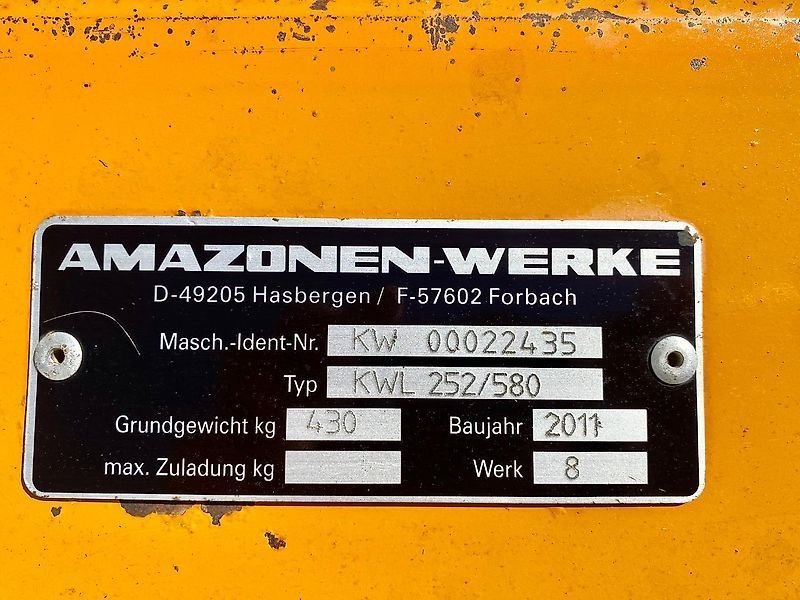 AMAZONEN-WERKE
D-49205 Hasbergen / F-57602 Forbach
Masch.-Ident-Nr. KW 00022435
Typ KWL 252/580
Grundgewicht kg 430 Baujahr 2011
max. Zuladung kg Werk 8